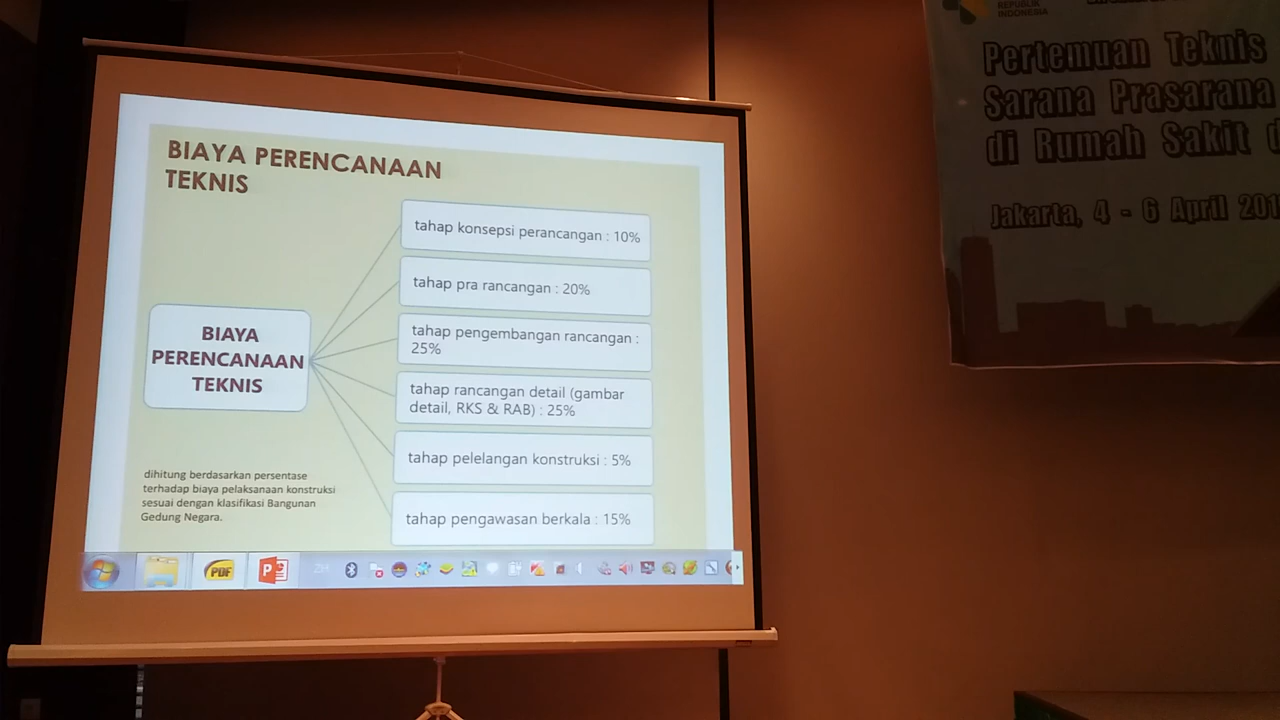 BIAYA PERENCANAAN
TEKNIS
BIAYA
PERENCANAAN
TEKNIS
tahap konsepsi perancangan : 10%
tahap pra rancangan : 20%
tahap pengembangan rancangan :
25%
tahap rancangan detail (gambar
detail, RKS & RAB) : 25%
tahap pelelangan konstruksi : 5%
tahap pengawasan berkala : 15%
dihitung berdasarkan persentase
terhadap biaya pelaksanaan konstruksi
sesuai dengan klasifikasi Bangunan
Gedung Negara.
PDF
REPUBLIK
INDONESIA
Pertemuan Teknis
Sarana Prasarana
di Rumah Sakit
Jakarta, 4 - 6 April 201